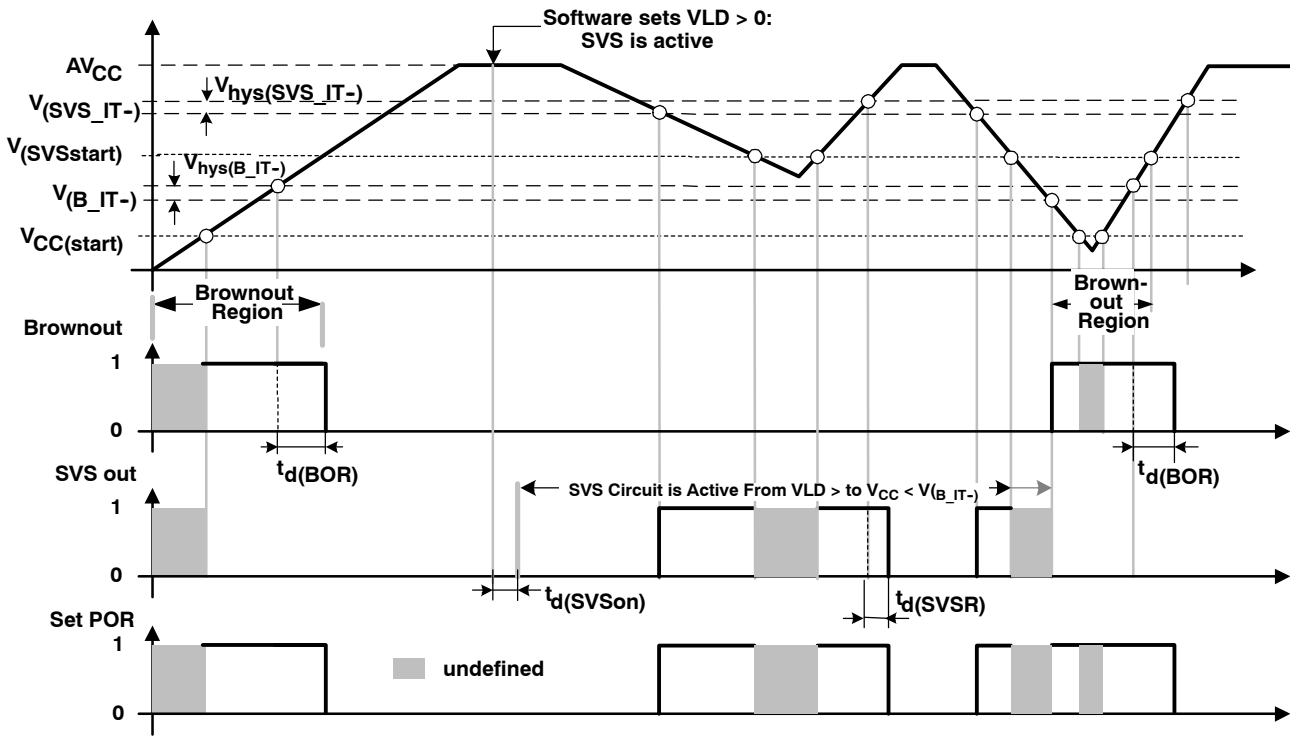 Software sets VLD > 0:
SVS is active
AVCC
Vhys(SVS_IT-)
V(SVS_IT-)
V(SVSstart)
Vhys(B_IT-)
V(B_IT-)
VCC(start)
Brownout
Region
Brown-
out
Region
Brownout
1
0
td(BOR)
td(BOR)
SVS out
SVS Circuit is Active From VLD > to VCC < V(B_IT-)
1
0
td(SVSon)
td(SVSR)
Set POR
1
undefined
0